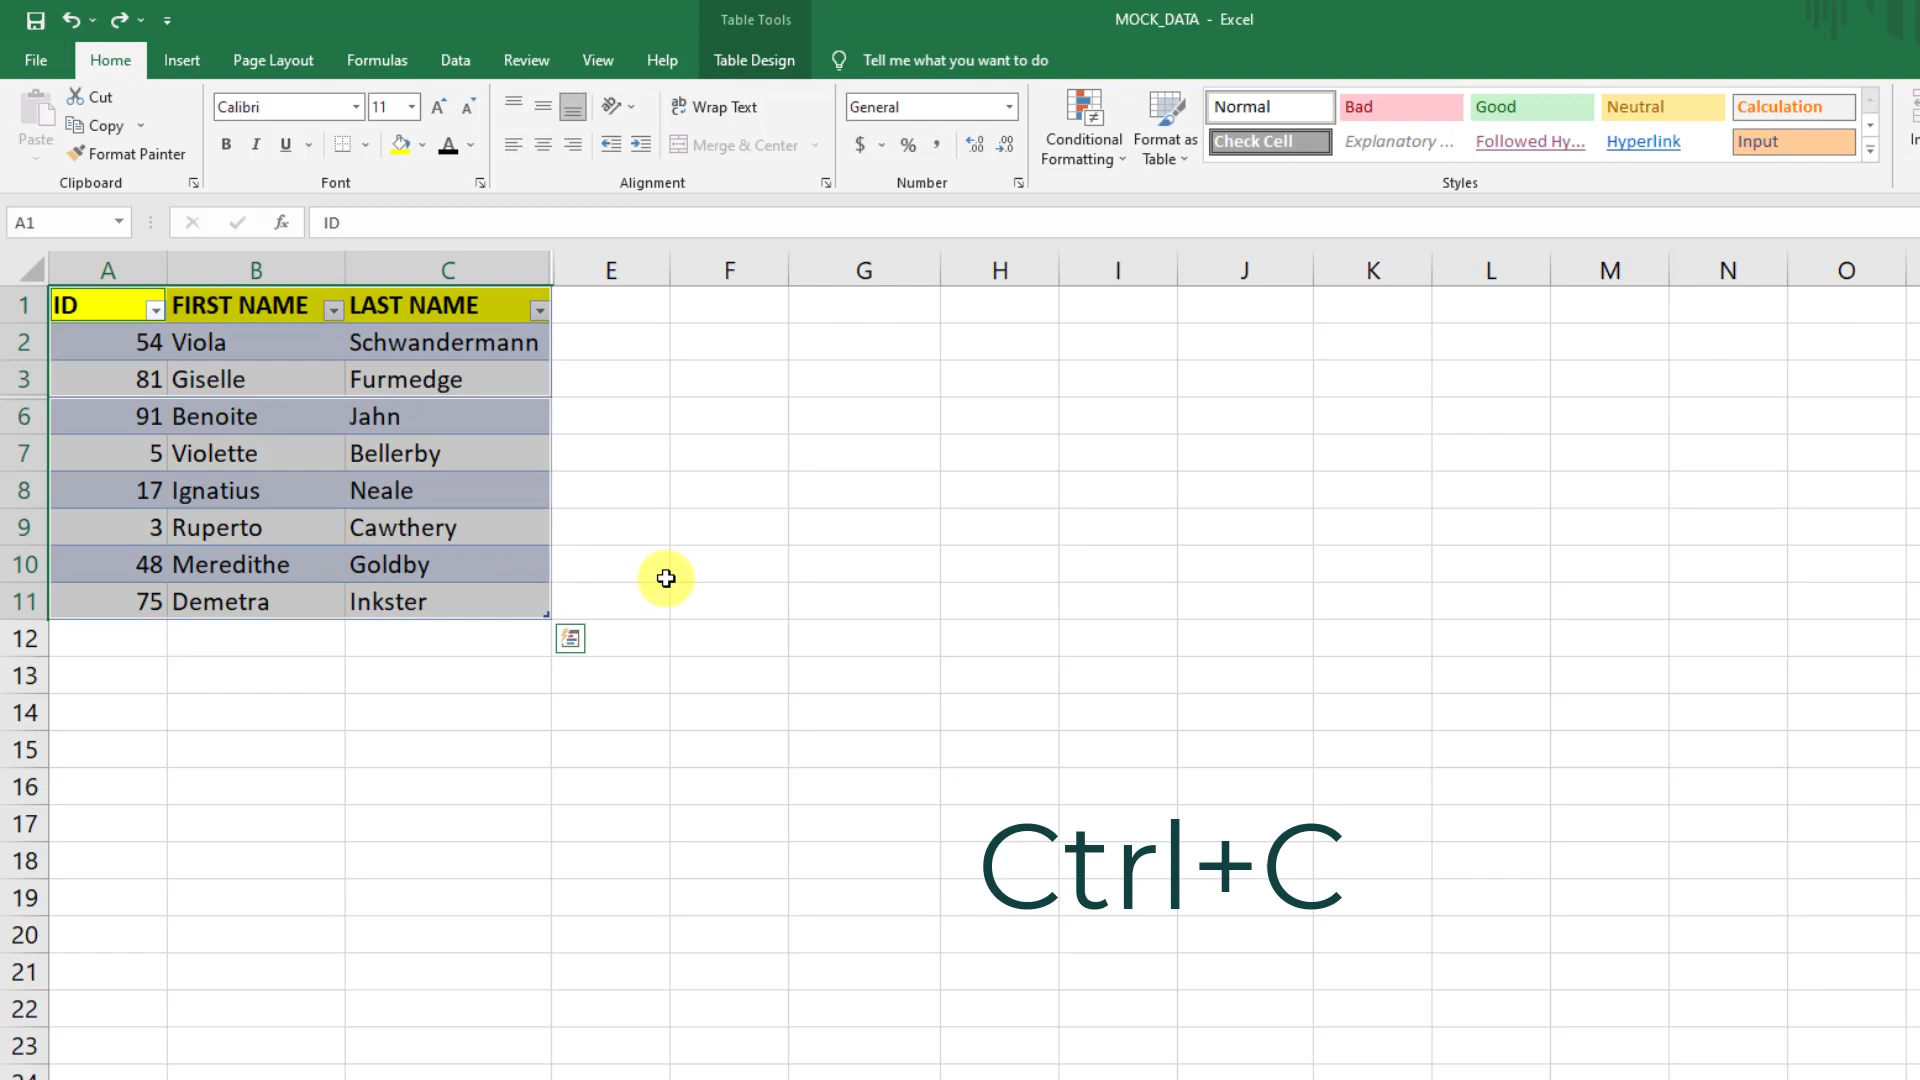 Table Tools
MOCK_DATA - Excel
File Home Insert Page Layout Formulas Data Review View Help Table Design Tell me what you want to do
Paste
Cut
Copy
Format Painter
Clipboard
Calibri 11
B I U A
Font
ab Wrap Text
Merge & Center
Alignment
General
$ % ,
Number
Conditional Formatting
Format as Table
Normal Bad Good Neutral Calculation
Check Cell Explanatory ... Followed Hy... Hyperlink Input
Styles
A1 fx ID
A B C E F G H I J K L M N O
1 ID FIRST NAME LAST NAME
2 54 Viola Schwandermann
3 81 Giselle Furmedge
6 91 Benoite Jahn
7 5 Violette Bellerby
8 17 Ignatius Neale
9 3 Ruperto Cawthery
10 48 Meredithe Goldby
11 75 Demetra Inkster
12
13
14
15
16
17
18
19
20
21
22
23
Ctrl+C